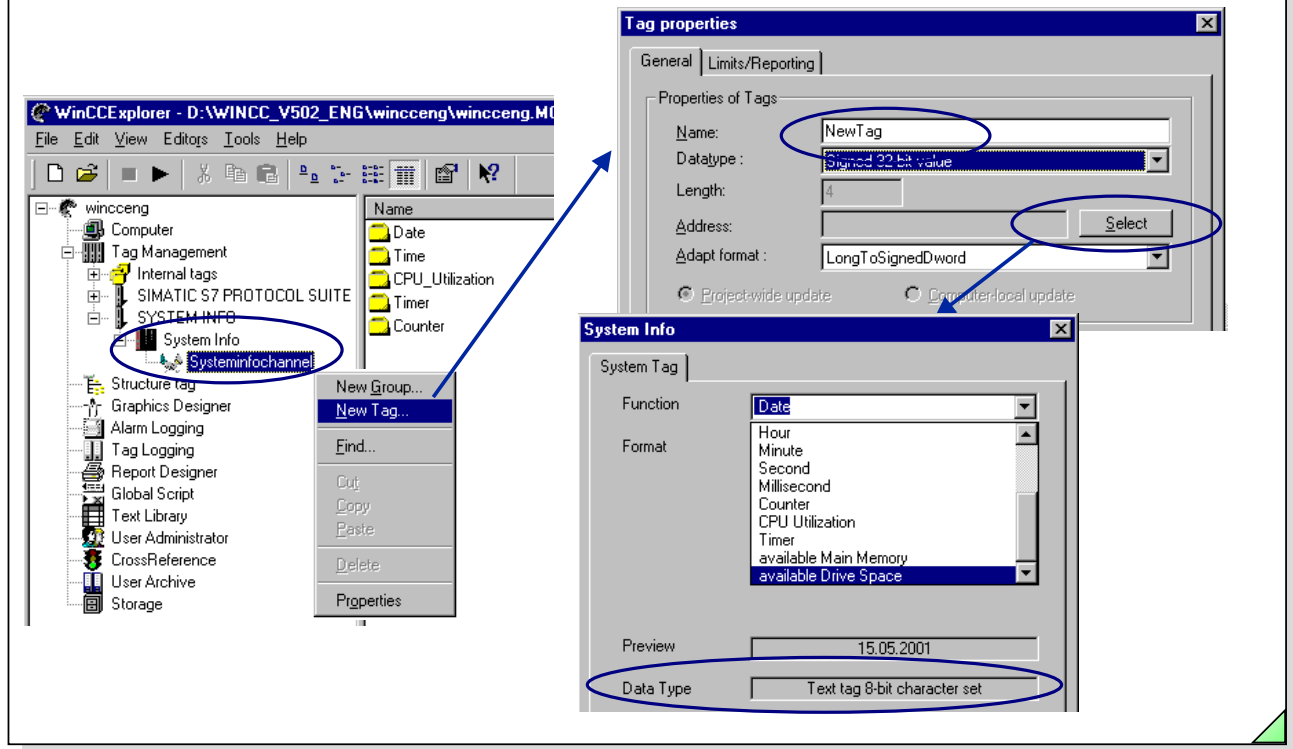 WinCCExplorer - D:\WINCC_V502_ENG\wincceng\wincceng.MC
File Edit View Editors Tools Help
wincceng
Computer
Tag Management
Internal tags
SIMATIC S7 PROTOCOL SUITE
SYSTEM INFO
System Info
Systeminfochannel
Structure tag
Graphics Designer
Alarm Logging
Tag Logging
Report Designer
Global Script
Text Library
User Administrator
CrossReference
User Archive
Storage
Name
Date
Time
CPU_Utilization
Timer
Counter
New Group...
New Tag...
Find...
Cut
Copy
Paste
Delete
Properties
Tag properties
General Limits/Reporting
Properties of Tags
Name: NewTag
Datatype : Signed 32-bit value
Length: 4
Address: Select
Adapt format : LongToSignedDword
Project-wide update Computer-local update
System Info
System Tag
Function Date
Format
Hour
Minute
Second
Millisecond
Counter
CPU Utilization
Timer
available Main Memory
available Drive Space
Preview 15.05.2001
Data Type Text tag 8-bit character set